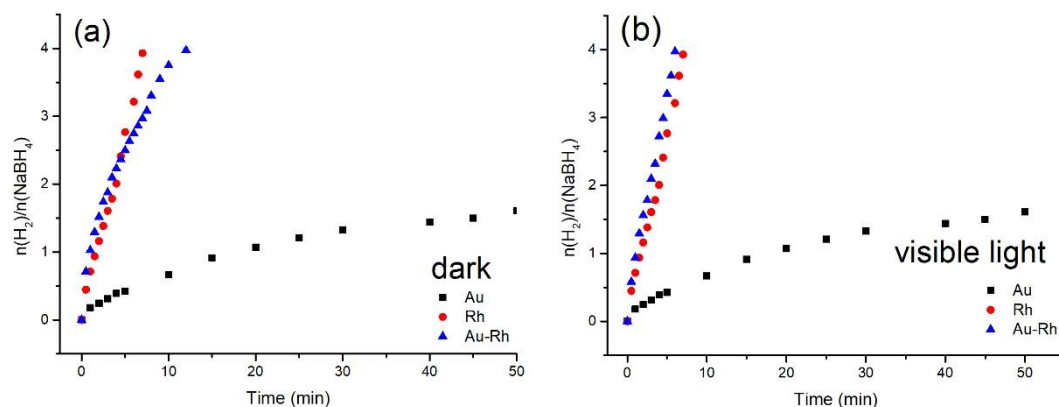 (a)
n(H₂)/n(NaBH₄)
4
3
2
1
0
dark
Au
Rh
Au-Rh
0 10 20 30 40 50
Time (min)
(b)
n(H₂)/n(NaBH₄)
4
3
2
1
0
visible light
Au
Rh
Au-Rh
0 10 20 30 40 50
Time (min)